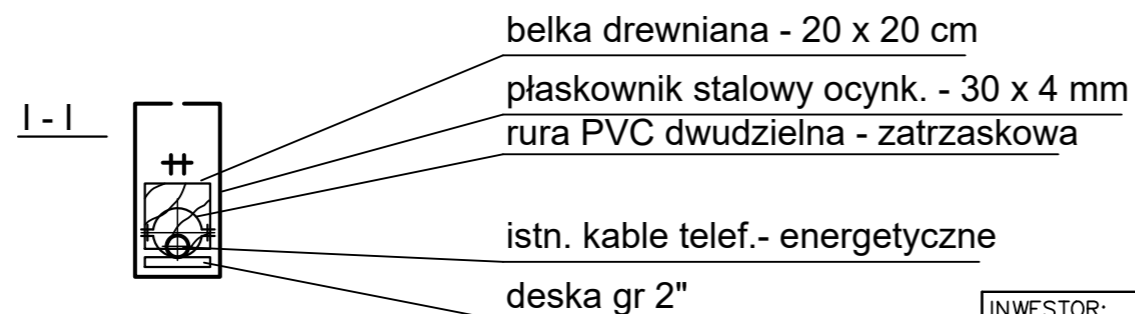 belka drewniana - 20 x 20 cm
I - I
płaskownik stalowy ocynk. - 30 x 4 mm
rura PVC dwudzielna - zatrzaskowa
istn. kable telef.- energetyczne
deska gr 2"
INWESTOR: